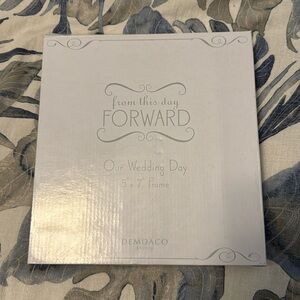 from this day
FORWARD
Our Wedding Day
5 x 7 Frame
DEMDACO